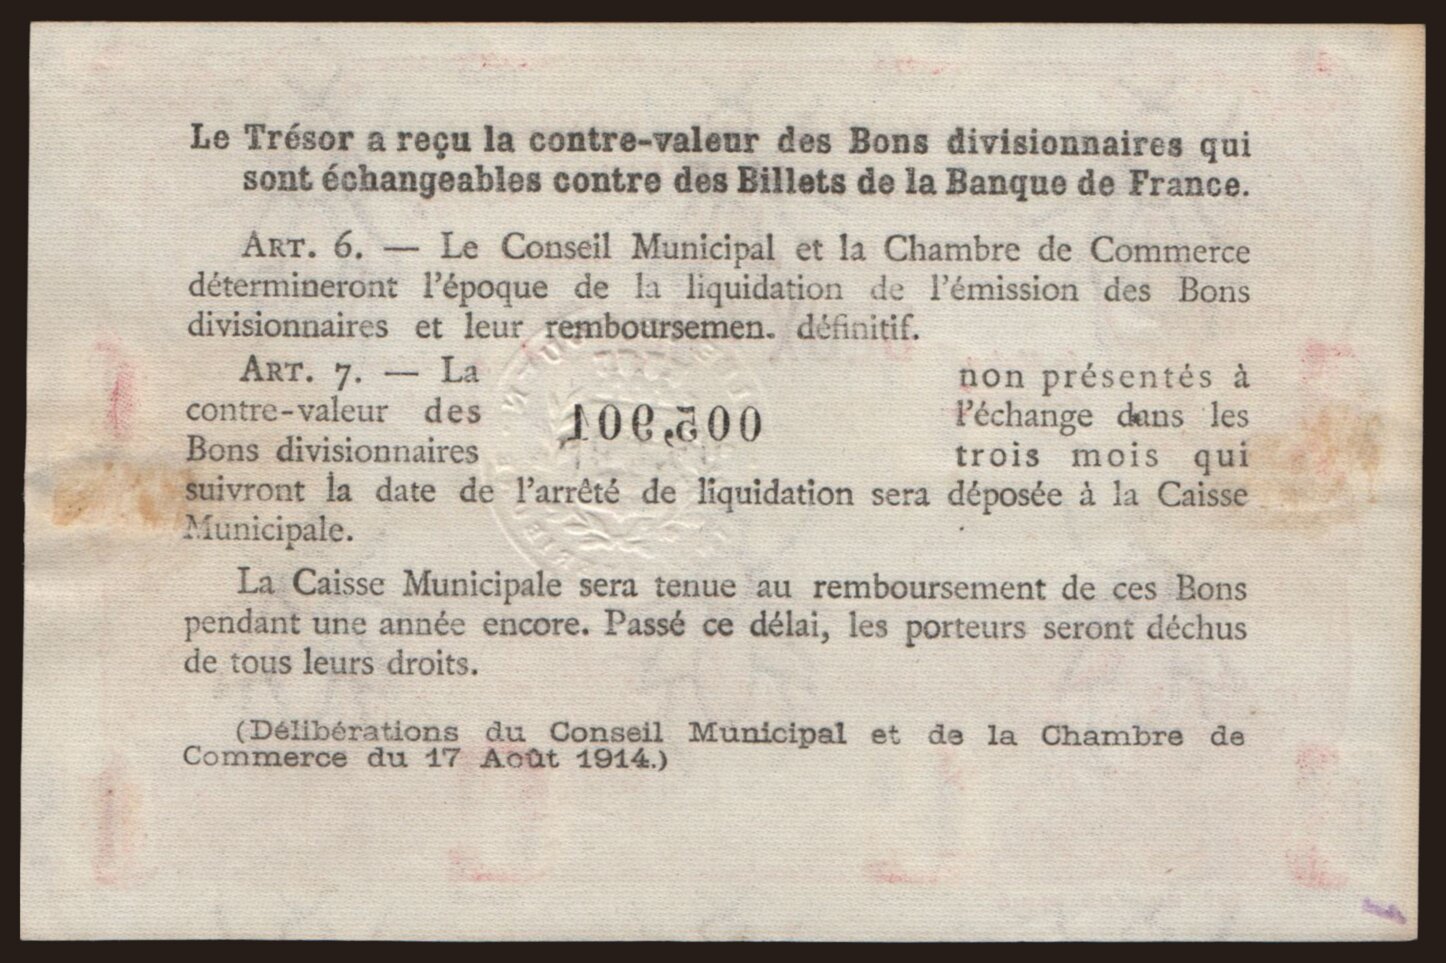 Le Trésor a reçu la contre-valeur des Bons divisionnaires qui
sont échangeables contre des Billets de la Banque de France.
ART. 6. — Le Conseil Municipal et la Chambre de Commerce
détermineront l'époque de la liquidation de l'émission des Bons
divisionnaires et leur remboursemen. définitif.
ART. 7. — La non présentés à
contre-valeur des l'échange dans les
Bons divisionnaires trois mois qui
suivront la date de l'arrêté de liquidation sera déposée à la Caisse
Municipale.
La Caisse Municipale sera tenue au remboursement de ces Bons
pendant une année encore. Passé ce délai, les porteurs seront déchus
de tous leurs droits.
(Délibérations du Conseil Municipal et de la Chambre de
Commerce du 17 Août 1914.)